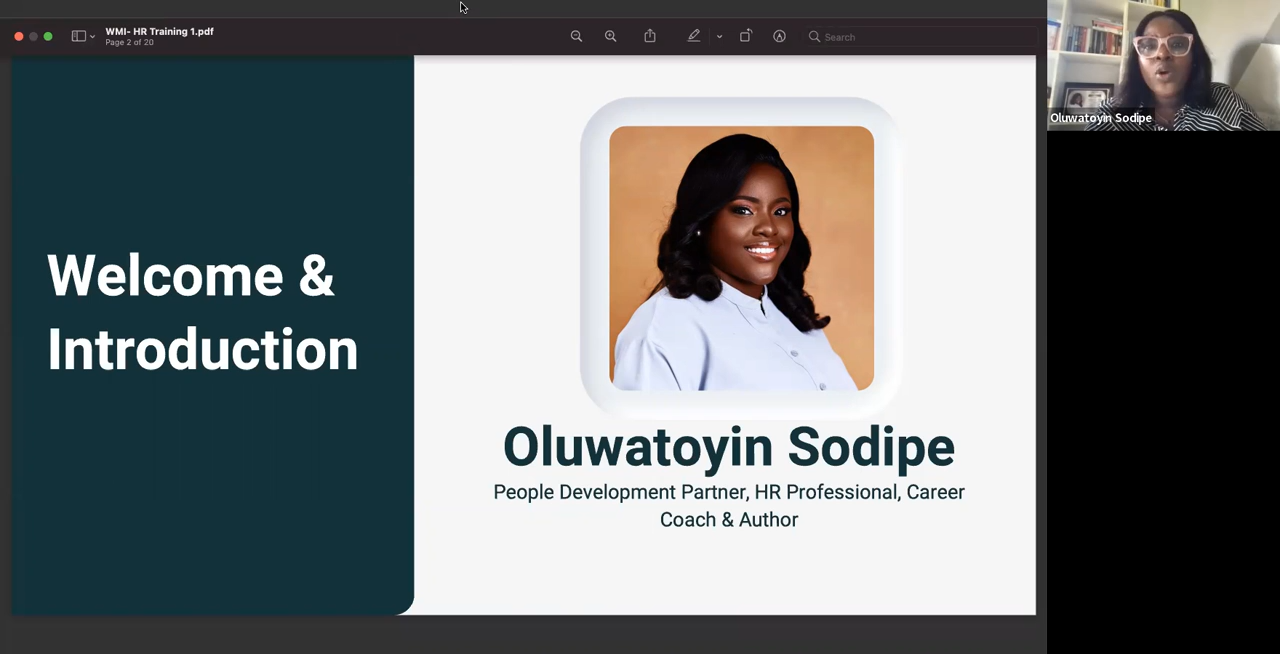 WMI- HR Training 1.pdf
Page 2 of 20
Search
Oluwatoyin Sodipe
Welcome &
Introduction
Oluwatoyin Sodipe
People Development Partner, HR Professional, Career
Coach & Author